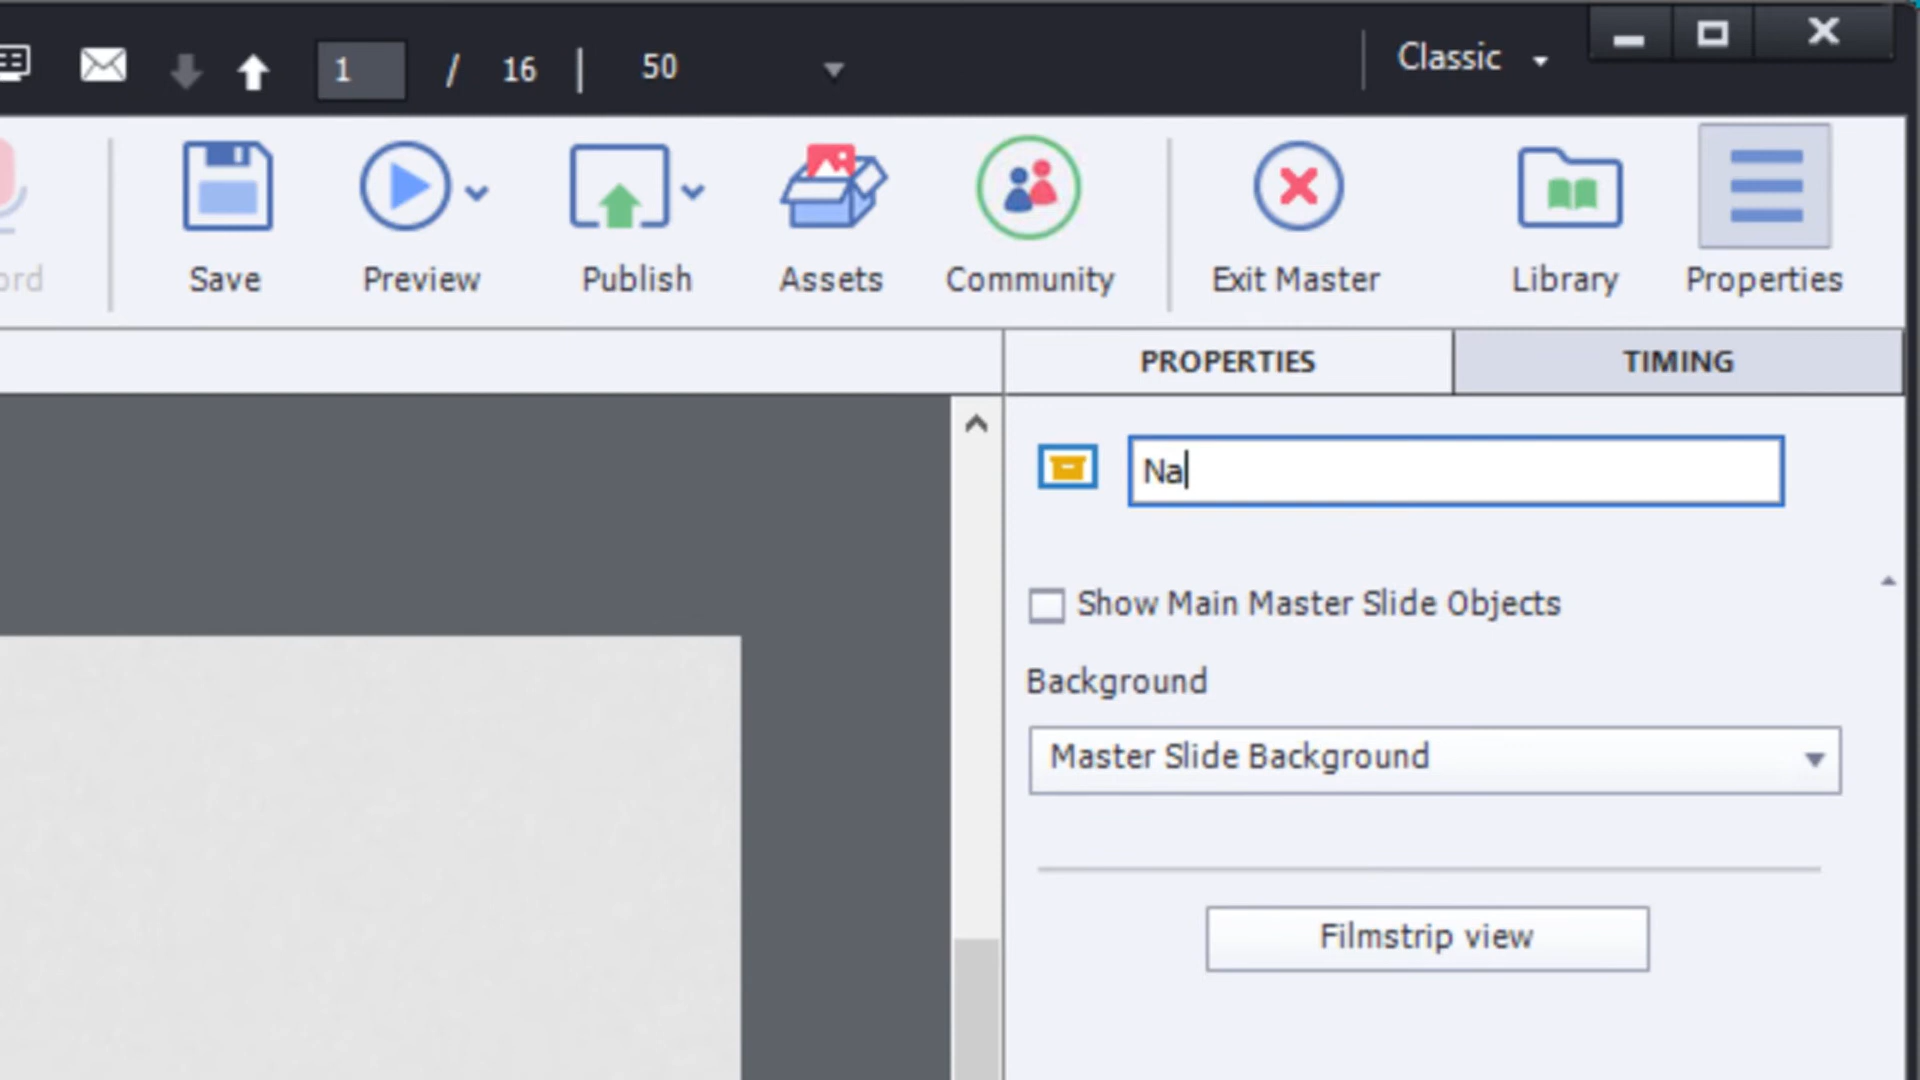 1 / 16 | 50
Classic
ord
Save
Preview
Publish
Assets
Community
Exit Master
Library
Properties
PROPERTIES
TIMING
Na
Show Main Master Slide Objects
Background
Master Slide Background
Filmstrip view